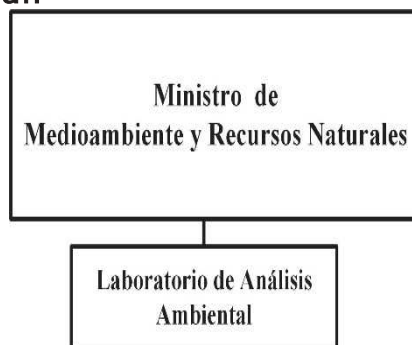 Ministro de
Medioambiente y Recursos Naturales
Laboratorio de Análisis
Ambiental